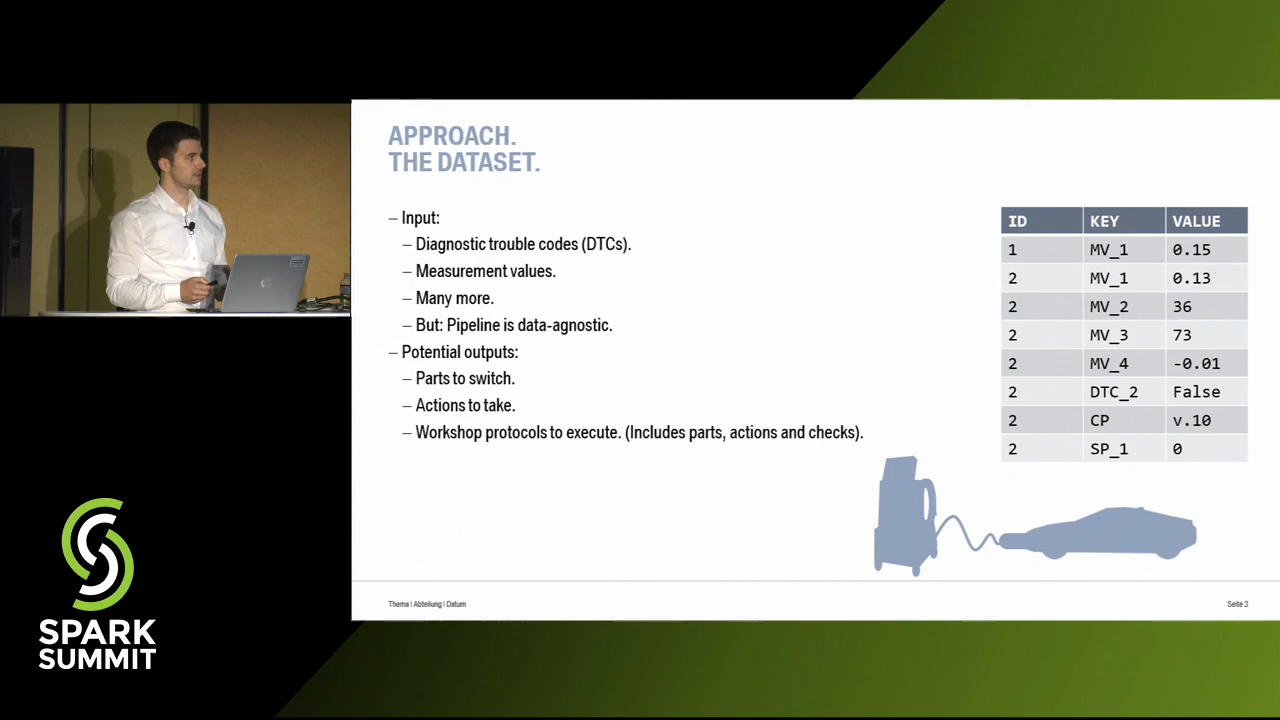 APPROACH.
THE DATASET.
– Input:
– Diagnostic trouble codes (DTCs).
– Measurement values.
– Many more.
– But: Pipeline is data-agnostic.
– Potential outputs:
– Parts to switch.
– Actions to take.
– Workshop protocols to execute. (Includes parts, actions and checks).
ID KEY VALUE
1 MV_1 0.15
2 MV_1 0.13
2 MV_2 36
2 MV_3 73
2 MV_4 -0.01
2 DTC_2 False
2 CP v.10
2 SP_1 0
Thema | Abteilung | Datum
Seite 3
SPARK
SUMMIT